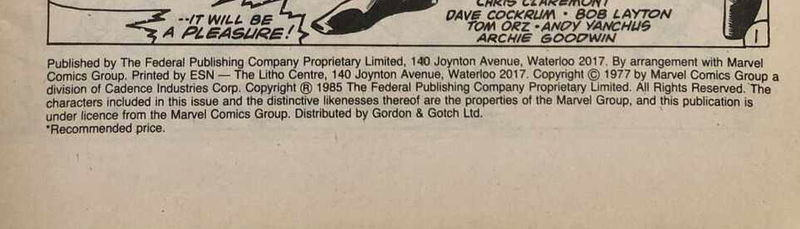 --IT WILL BE
A PLEASURE!
CHRIS CLAREMONT
DAVE COCKRUM • BOB LAYTON
TOM ORZ • ANDY YANCHUS
ARCHIE GOODWIN
1
Published by The Federal Publishing Company Proprietary Limited, 140 Joynton Avenue, Waterloo 2017. By arrangement with Marvel
Comics Group. Printed by ESN — The Litho Centre, 140 Joynton Avenue, Waterloo 2017. Copyright © 1977 by Marvel Comics Group a
division of Cadence Industries Corp. Copyright ® 1985 The Federal Publishing Company Proprietary Limited. All Rights Reserved. The
characters included in this issue and the distinctive likenesses thereof are the properties of the Marvel Group, and this publication is
under licence from the Marvel Comics Group. Distributed by Gordon & Gotch Ltd.
*Recommended price.